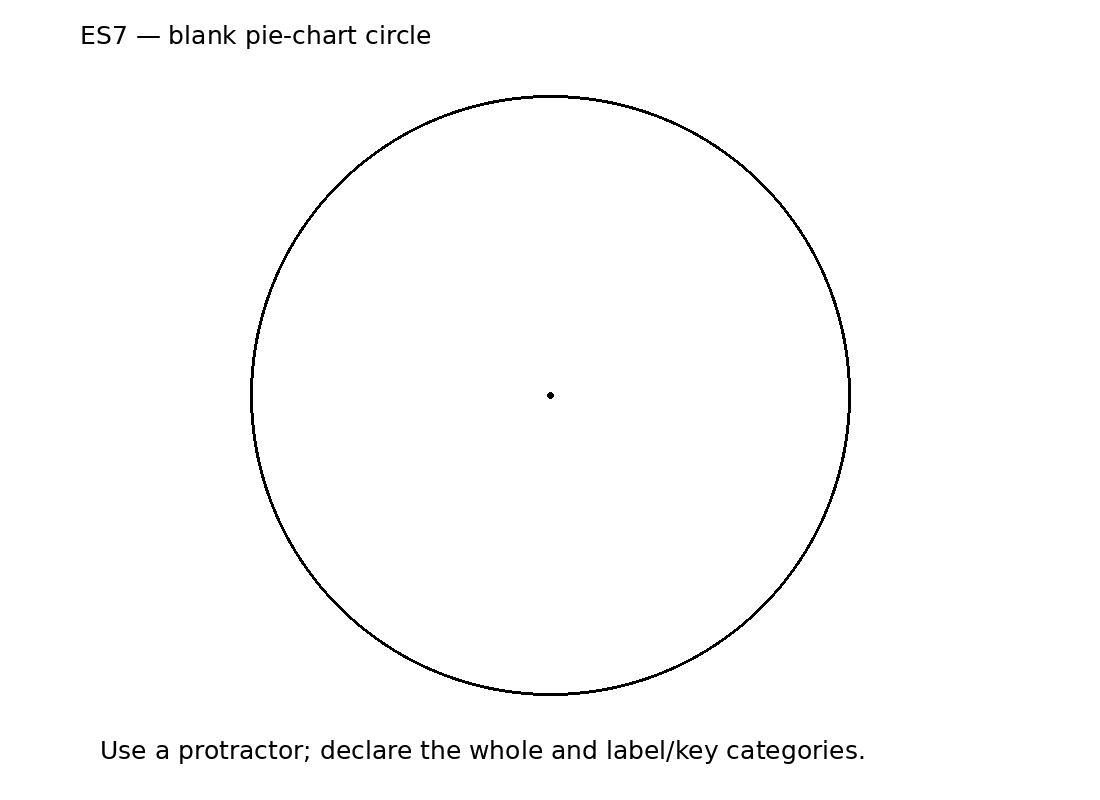 ES7 — blank pie-chart circle
Use a protractor; declare the whole and label/key categories.